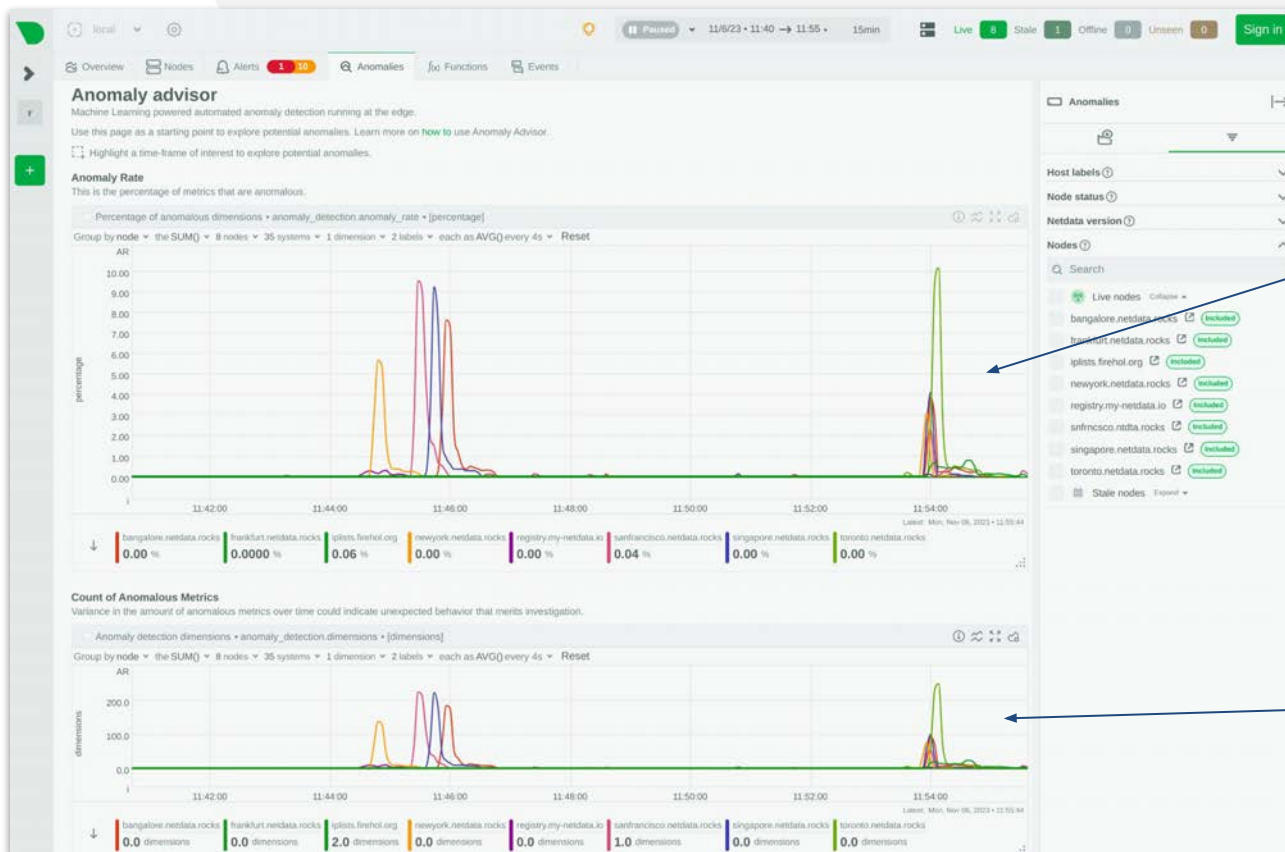 local
Paused 11/6/23 • 11:40 → 11:55 • 15min Live 8 Stale 1 Offline 0 Unseen 0 Sign in
Overview Nodes Alerts 1 10 Anomalies f(x) Functions Events
Anomaly advisor
Machine Learning powered automated anomaly detection running at the edge.
Use this page as a starting point to explore potential anomalies. Learn more on how to use Anomaly Advisor.
Highlight a time-frame of interest to explore potential anomalies.
Anomaly Rate
This is the percentage of metrics that are anomalous.
Percentage of anomalous dimensions • anomaly_detection.anomaly_rate • [percentage]
Group by node the SUM() 8 nodes 35 systems 1 dimension 2 labels each as AVG() every 4s Reset
AR
10.00
9.00
8.00
7.00
6.00
5.00
4.00
3.00
2.00
1.00
0.00
percentage
11:42:00 11:44:00 11:46:00 11:48:00 11:50:00 11:52:00 11:54:00
Latest: Mon, Nov 06, 2023 • 11:55:44
bangalore.netdata.rocks frankfurt.netdata.rocks iplists.firehol.org newyork.netdata.rocks registry.my-netdata.io sanfrancisco.netdata.rocks singapore.netdata.rocks toronto.netdata.rocks
0.00 % 0.0000 % 0.06 % 0.00 % 0.00 % 0.04 % 0.00 % 0.00 %
Count of Anomalous Metrics
Variance in the amount of anomalous metrics over time could indicate unexpected behavior that merits investigation.
Anomaly detection dimensions • anomaly_detection.dimensions • [dimensions]
Group by node the SUM() 8 nodes 35 systems 1 dimension 2 labels each as AVG() every 4s Reset
AR
200.0
100.0
0.0
dimensions
11:42:00 11:44:00 11:46:00 11:48:00 11:50:00 11:52:00 11:54:00
Latest: Mon, Nov 06, 2023 • 11:55:44
bangalore.netdata.rocks frankfurt.netdata.rocks iplists.firehol.org newyork.netdata.rocks registry.my-netdata.io sanfrancisco.netdata.rocks singapore.netdata.rocks toronto.netdata.rocks
0.0 dimensions 0.0 dimensions 2.0 dimensions 0.0 dimensions 0.0 dimensions 1.0 dimensions 0.0 dimensions 0.0 dimensions
Anomalies
Host labels
Node status
Netdata version
Nodes
Search
Live nodes Collapse
bangalore.netdata.rocks Included
frankfurt.netdata.rocks Included
iplists.firehol.org Included
newyork.netdata.rocks Included
registry.my-netdata.io Included
snfrncsco.ntdta.rocks Included
singapore.netdata.rocks Included
toronto.netdata.rocks Included
Stale nodes Expand